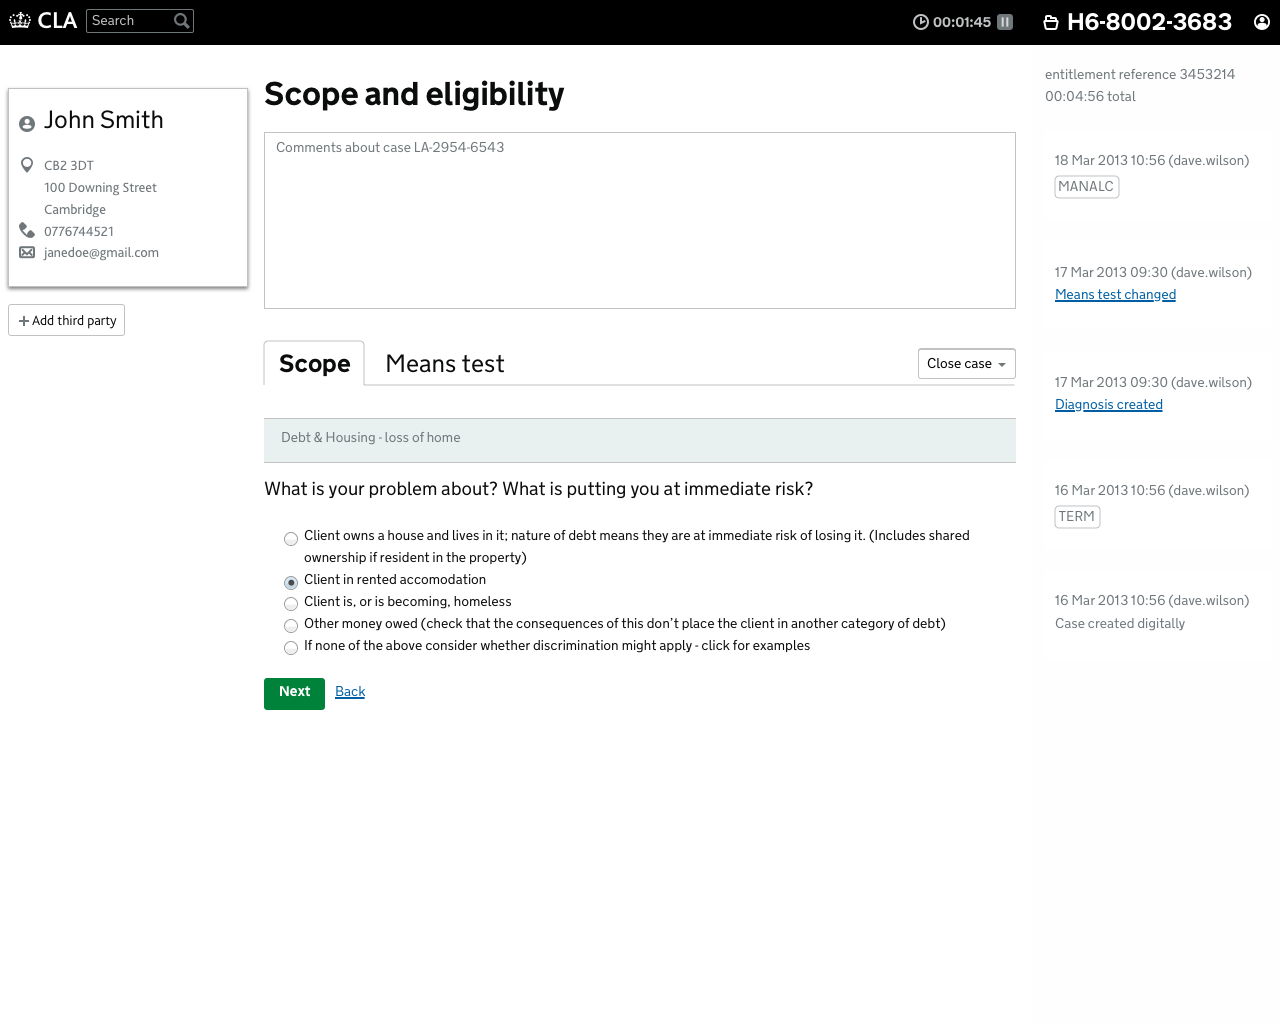 CLA
Search
00:01:45
H6-8002-3683
John Smith
CB2 3DT
100 Downing Street
Cambridge
0776744521
janedoe@gmail.com
Add third party
Scope and eligibility
Comments about case LA-2954-6543
Scope
Means test
Close case
Debt & Housing - loss of home
What is your problem about? What is putting you at immediate risk?
Client owns a house and lives in it; nature of debt means they are at immediate risk of losing it. (Includes shared
ownership if resident in the property)
Client in rented accomodation
Client is, or is becoming, homeless
Other money owed (check that the consequences of this don't place the client in another category of debt)
If none of the above consider whether discrimination might apply - click for examples
Next
Back
entitlement reference 3453214
00:04:56 total
18 Mar 2013 10:56 (dave.wilson)
MANALC
17 Mar 2013 09:30 (dave.wilson)
Means test changed
17 Mar 2013 09:30 (dave.wilson)
Diagnosis created
16 Mar 2013 10:56 (dave.wilson)
TERM
16 Mar 2013 10:56 (dave.wilson)
Case created digitally